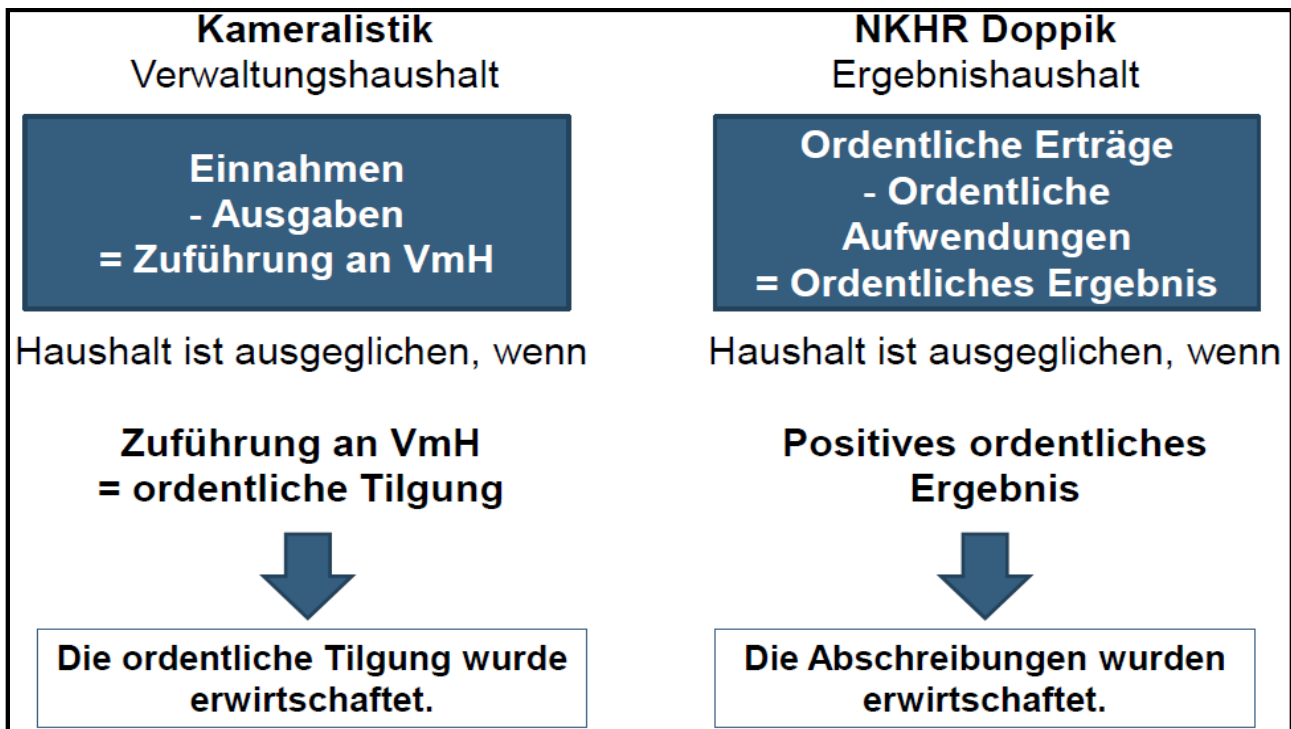 Kameralistik
Verwaltungshaushalt
Einnahmen
- Ausgaben
= Zuführung an VmH
Haushalt ist ausgeglichen, wenn
Zuführung an VmH
= ordentliche Tilgung
Die ordentliche Tilgung wurde
erwirtschaftet.
NKHR Doppik
Ergebnishaushalt
Ordentliche Erträge
- Ordentliche
Aufwendungen
= Ordentliches Ergebnis
Haushalt ist ausgeglichen, wenn
Positives ordentliches
Ergebnis
Die Abschreibungen wurden
erwirtschaftet.